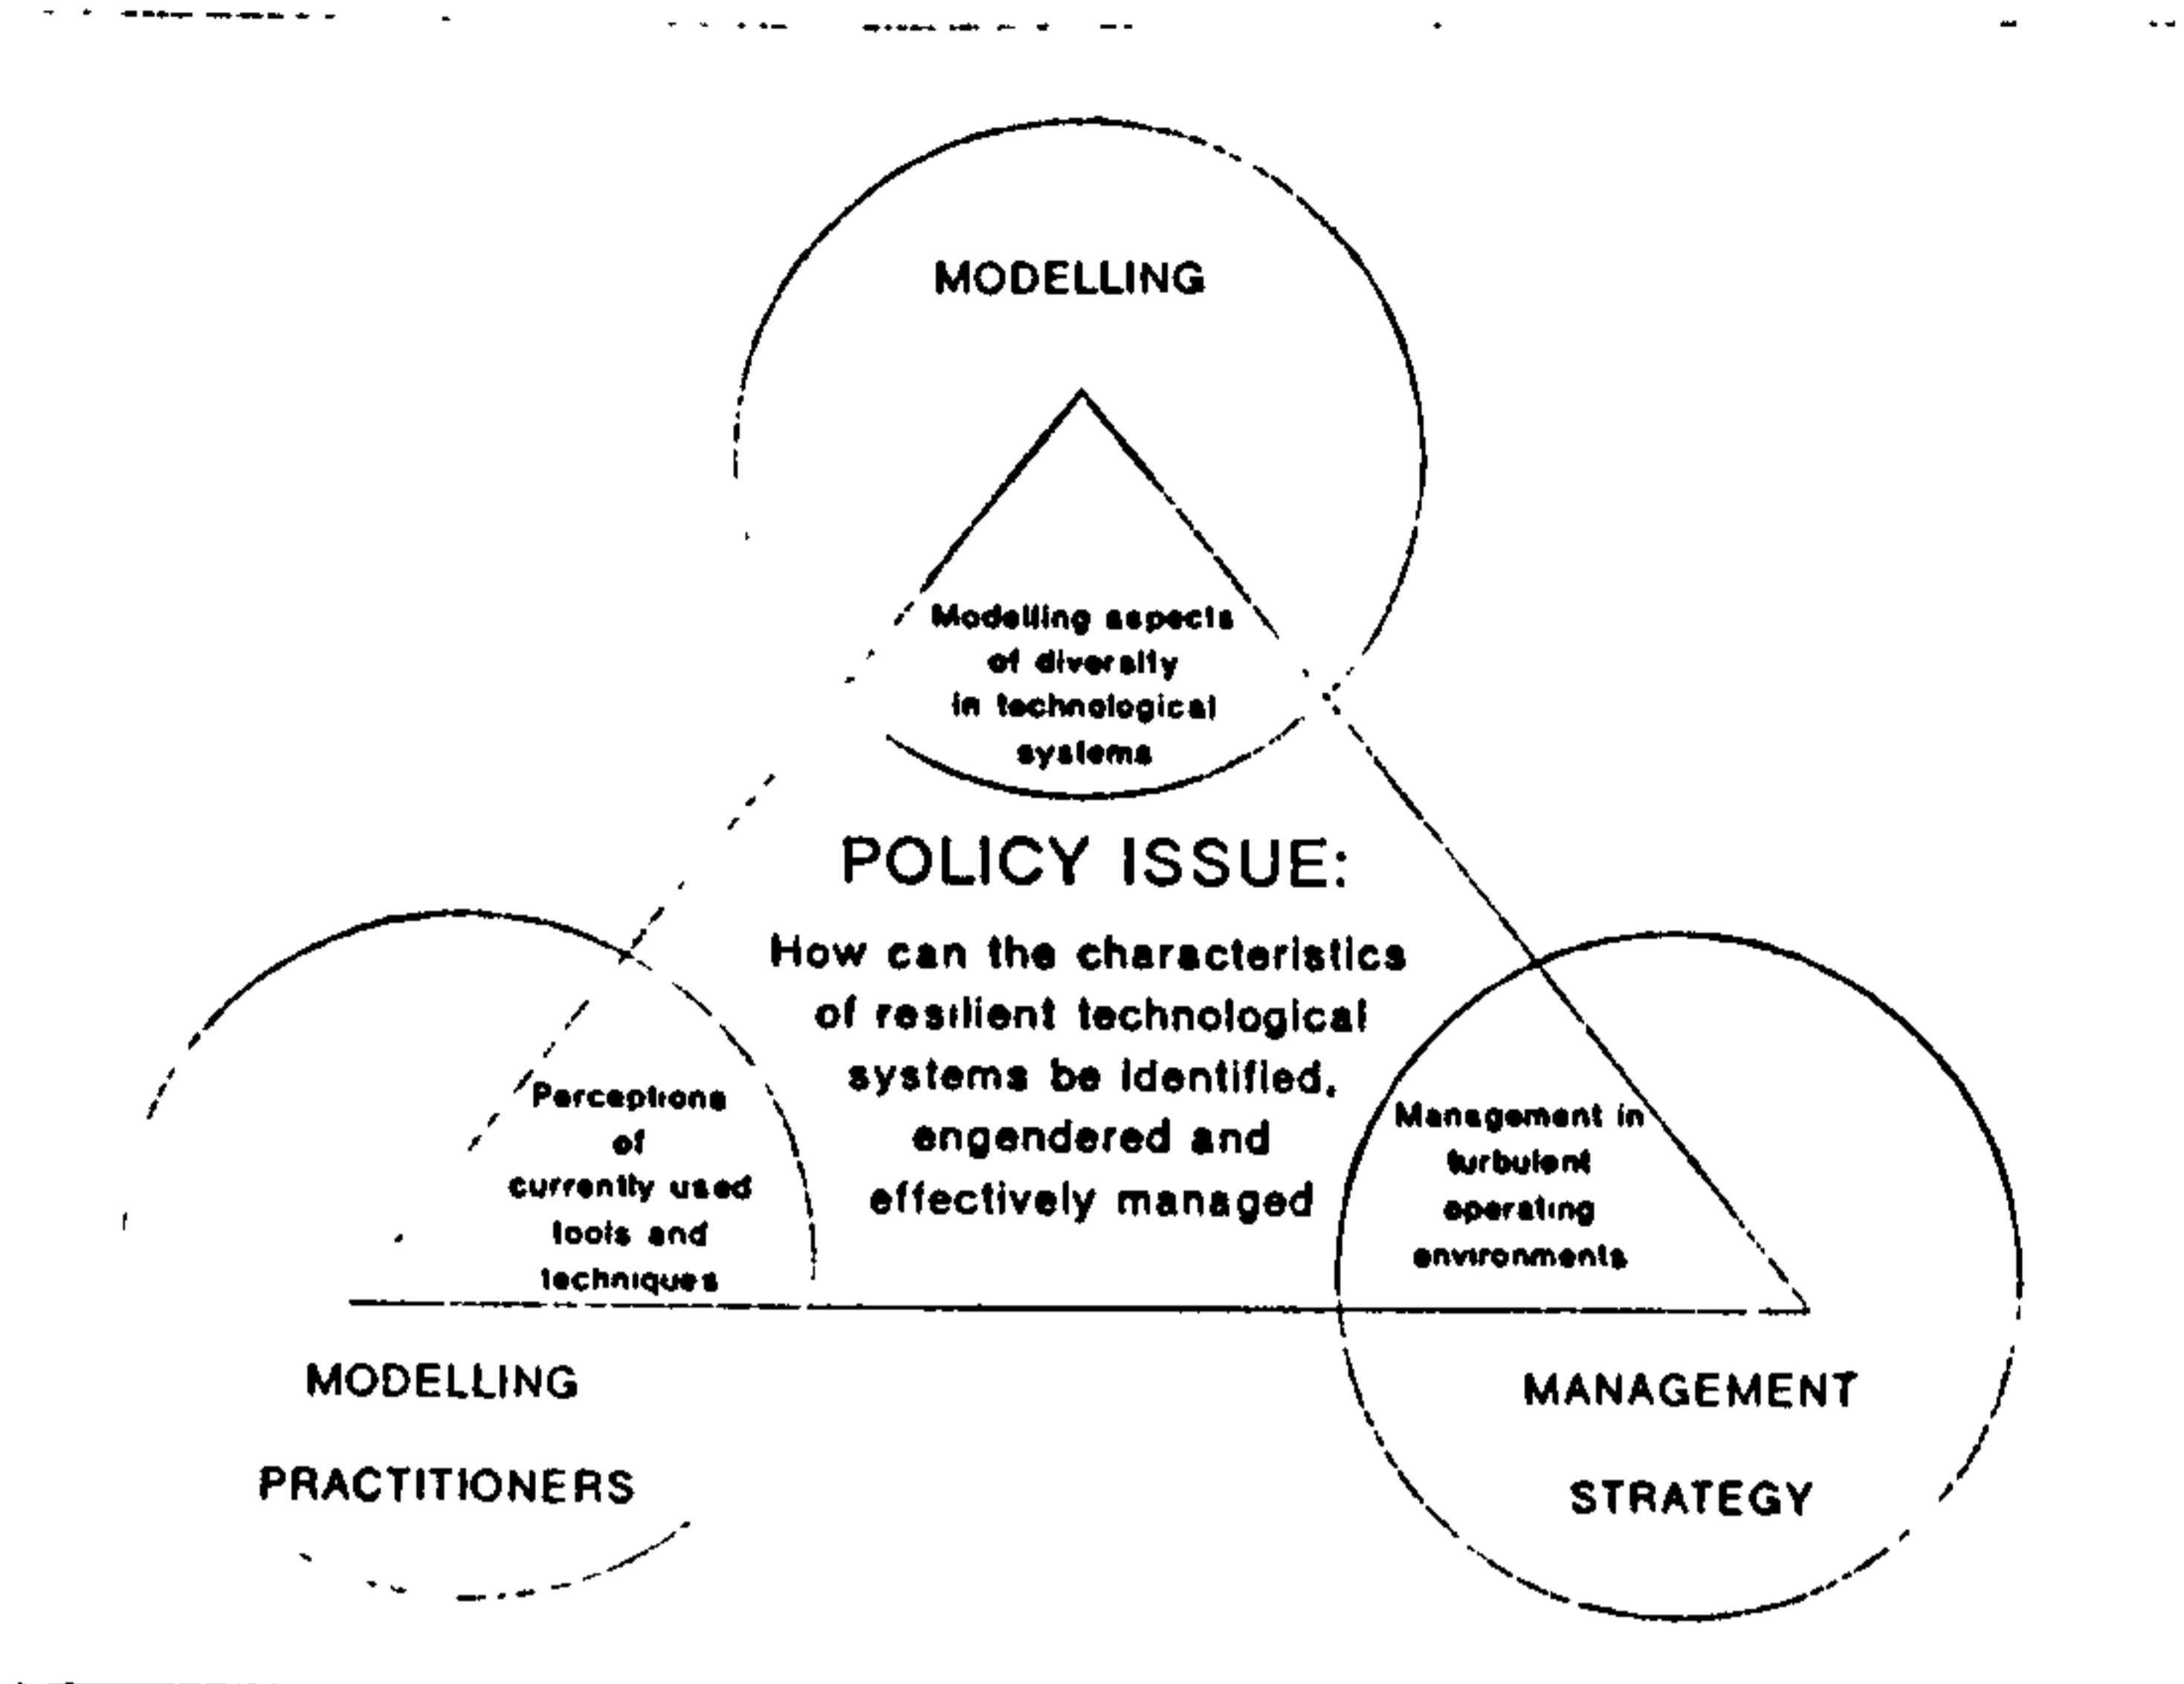 MODELLING
Modelling aspects
of diversity
in technological
systems
POLICY ISSUE:
How can the characteristics
of resilient technological
systems be identified,
engendered and
effectively managed
Perceptions
of
currently used
tools and
techniques
Management in
turbulent
operating
environments
MODELLING
PRACTITIONERS
MANAGEMENT
STRATEGY